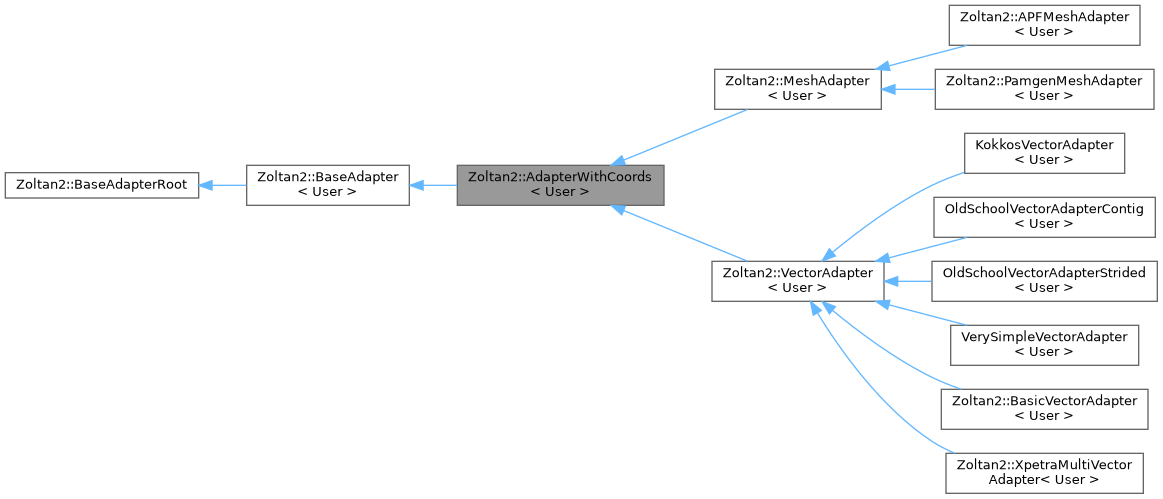 Zoltan2::APFMeshAdapter
< User >
Zoltan2::MeshAdapter
< User >
Zoltan2::PamgenMeshAdapter
< User >
KokkosVectorAdapter
< User >
Zoltan2::BaseAdapterRoot
Zoltan2::BaseAdapter
< User >
Zoltan2::AdapterWithCoords
< User >
OldSchoolVectorAdapterContig
< User >
Zoltan2::VectorAdapter
< User >
OldSchoolVectorAdapterStrided
< User >
VerySimpleVectorAdapter
< User >
Zoltan2::BasicVectorAdapter
< User >
Zoltan2::XpetraMultiVector
Adapter< User >